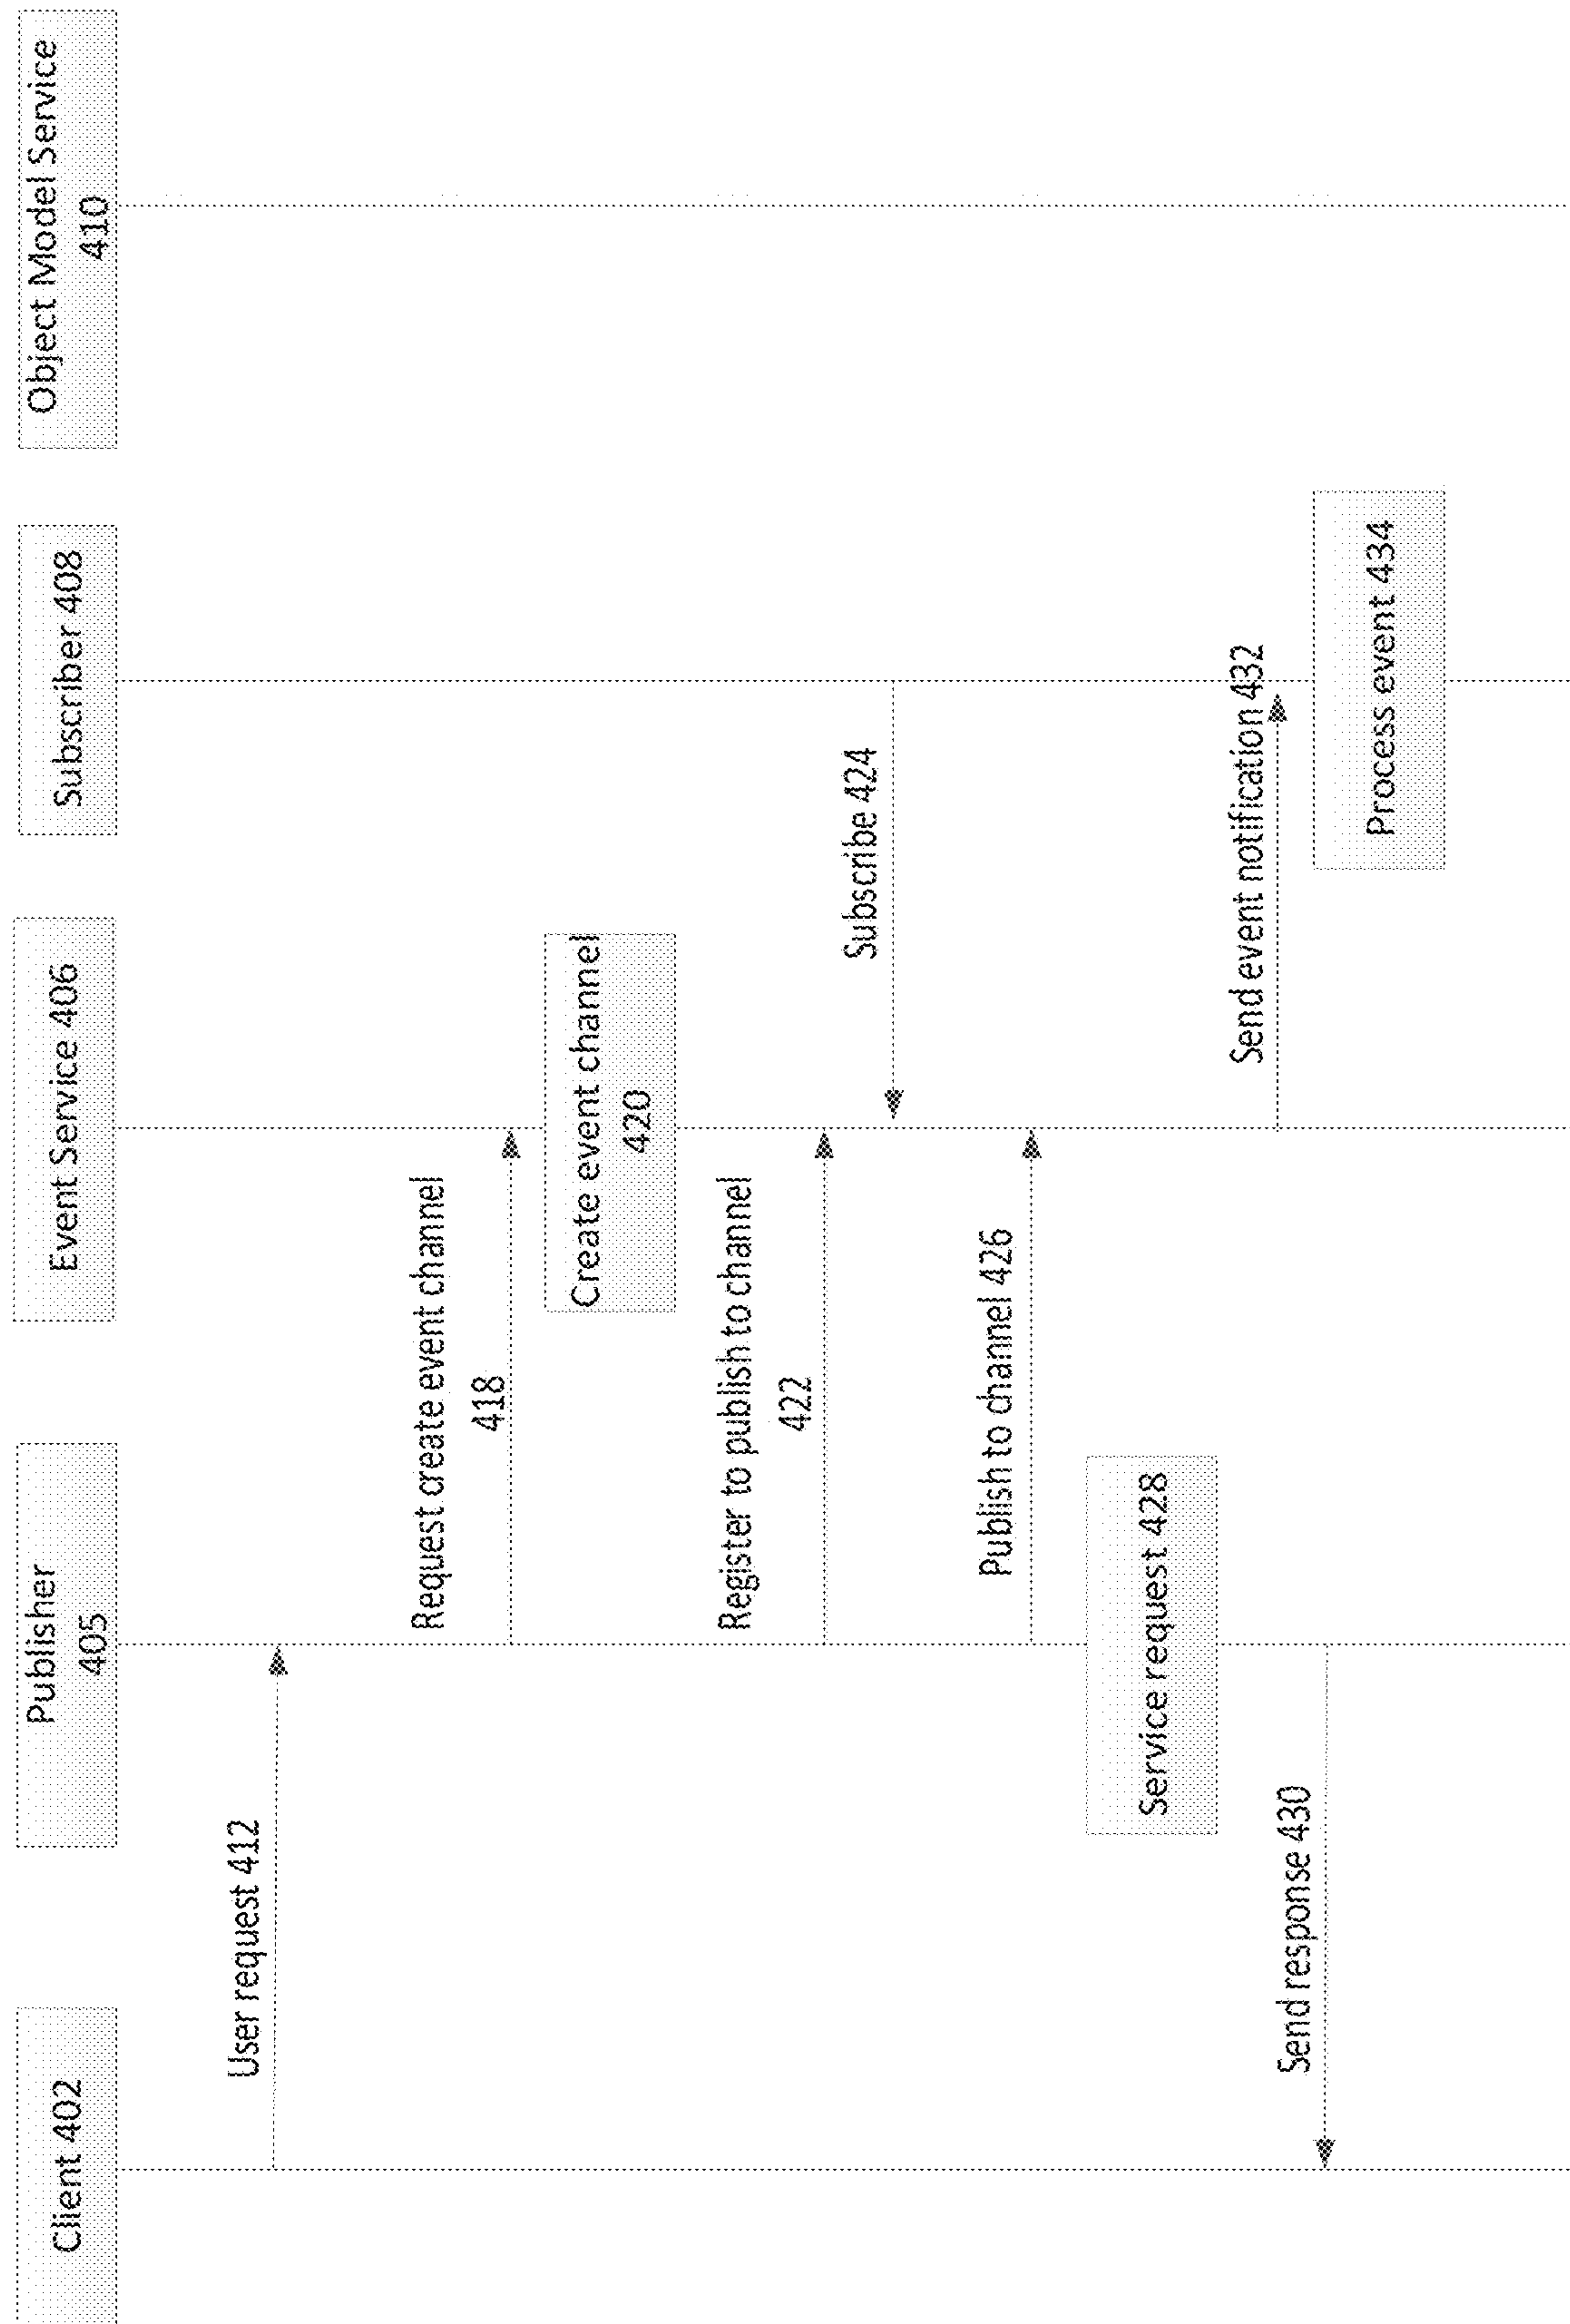 Client 402
Publisher
405
Event Service 406
Subscriber 408
Object Model Service
410
User request 412
Request create event channel
418
Create event channel
420
Register to publish to channel
422
Subscribe 424
Publish to channel 426
Service request 428
Send event notification 432
Send response 430
Process event 434